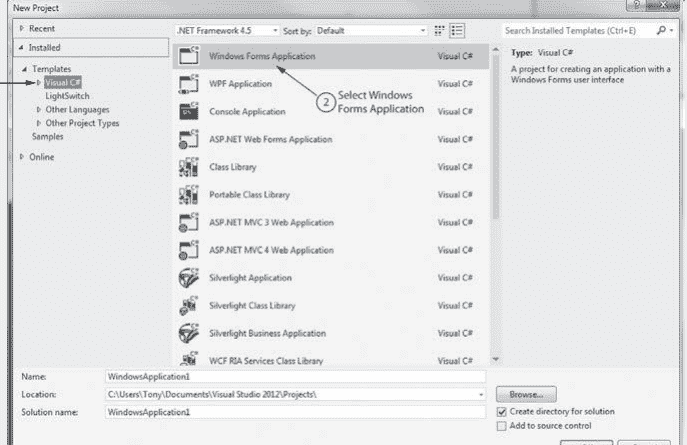 New Project
?
Recent
Installed
Templates
Visual C#
LightSwitch
Other Languages
Other Project Types
Samples
Online
.NET Framework 4.5 Sort by: Default
Windows Forms Application Visual C#
WPF Application Visual C#
2 Select Windows
Forms Application
Console Application Visual C#
ASP.NET Web Forms Application Visual C#
Class Library Visual C#
Portable Class Library Visual C#
ASP.NET MVC 3 Web Application Visual C#
ASP.NET MVC 4 Web Application Visual C#
Silverlight Application Visual C#
Silverlight Class Library Visual C#
Silverlight Business Application Visual C#
WCF RIA Services Class Library Visual C#
Search Installed Templates (Ctrl+E)
Type: Visual C#
A project for creating an application with a
Windows Forms user interface
Name: WindowsApplication1
Location: C:\Users\Tony\Documents\Visual Studio 2012\Projects\ Browse...
Solution name: WindowsApplication1
Create directory for solution
Add to source control